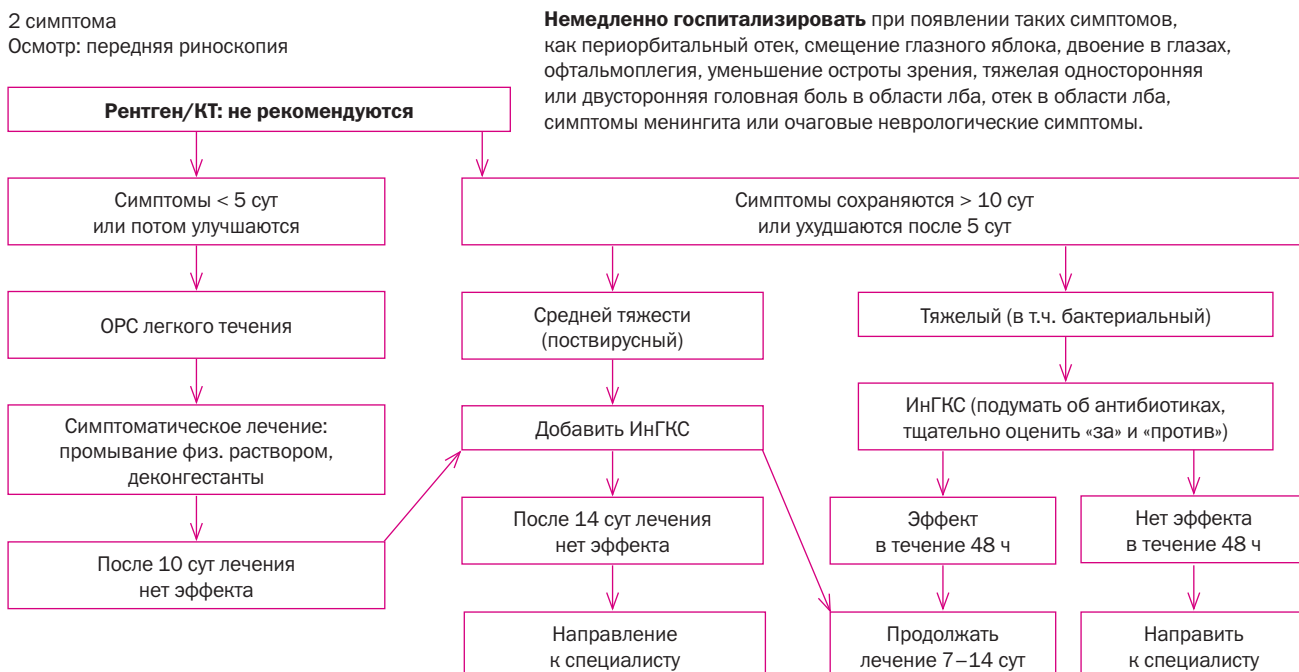 2 симптома
Осмотр: передняя риноскопия
Немедленно госпитализировать при появлении таких симптомов,
как периорбитальный отек, смещение глазного яблока, двоение в глазах,
офтальмоплегия, уменьшение остроты зрения, тяжелая односторонняя
или двусторонняя головная боль в области лба, отек в области лба,
симптомы менингита или очаговые неврологические симптомы.
Рентген/КТ: не рекомендуются
Симптомы < 5 сут
или потом улучшаются
Симптомы сохраняются > 10 сут
или ухудшаются после 5 сут
ОРС легкого течения
Средней тяжести
(поствирусный)
Тяжелый (в т.ч. бактериальный)
Симптоматическое лечение:
промывание физ. раствором,
деконгестанты
Добавить ИнГКС
ИнГКС (подумать об антибиотиках,
тщательно оценить «за» и «против»)
После 10 сут лечения
нет эффекта
После 14 сут лечения
нет эффекта
Эффект
в течение 48 ч
Нет эффекта
в течение 48 ч
Направление
к специалисту
Продолжать
лечение 7–14 сут
Направить
к специалисту